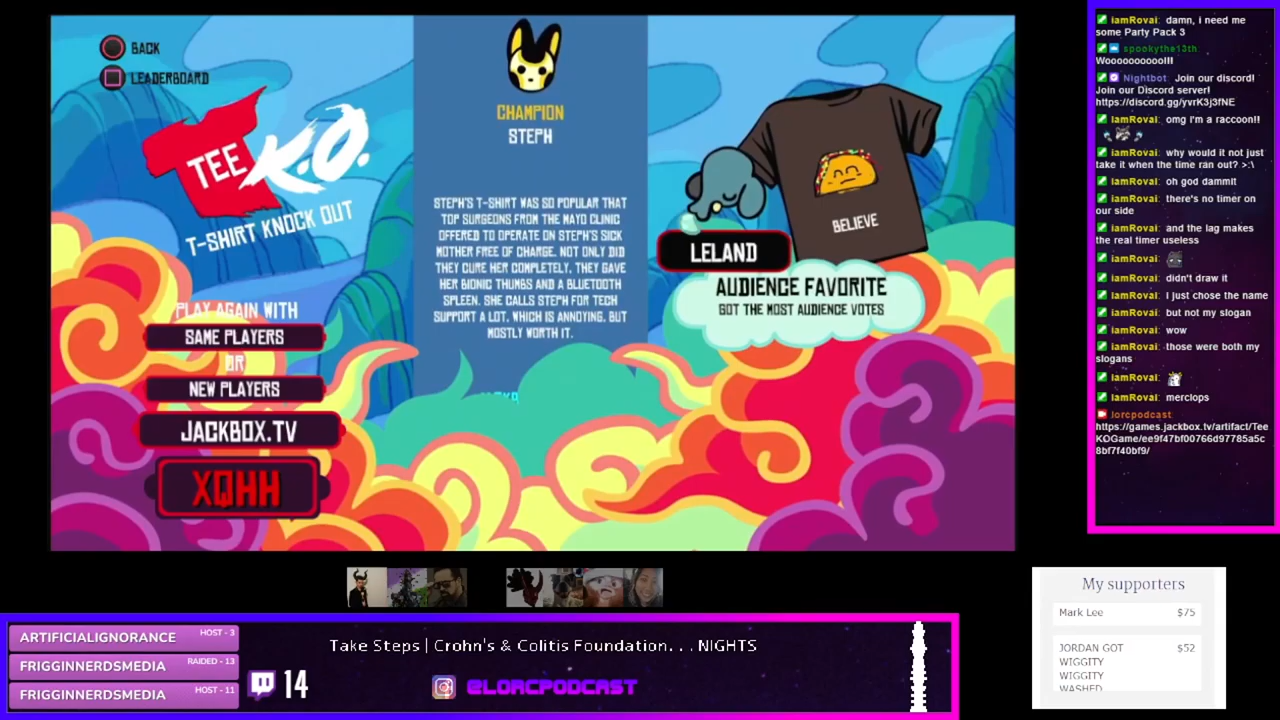 BACK
LEADERBOARD
TEE K.O.
T-SHIRT KNOCK OUT
PLAY AGAIN WITH
SAME PLAYERS
OR
NEW PLAYERS
JACKBOX.TV
XQHH
CHAMPION
STEPH
STEPH'S T-SHIRT WAS SO POPULAR THAT
TOP SURGEONS FROM THE MAYO CLINIC
OFFERED TO OPERATE ON STEPH'S SICK
MOTHER FREE OF CHARGE. NOT ONLY DID
THEY CURE HER COMPLETELY, THEY GAVE
HER BIONIC THUMBS AND A BLUETOOTH
SPLEEN. SHE CALLS STEPH FOR TECH
SUPPORT A LOT, WHICH IS ANNOYING, BUT
MOSTLY WORTH IT.
BELIEVE
LELAND
AUDIENCE FAVORITE
GOT THE MOST AUDIENCE VOTES
iamRovai: damn, i need me
some Party Pack 3
spookythe13th:
Wooooooooo!!!
Nightbot: Join our discord!
Join our Discord server!
https://discord.gg/yvrK3j3fNE
iamRovai: omg I'm a raccoon!!
iamRovai: why would it not just
take it when the time ran out? >:\
iamRovai: oh god dammit
iamRovai: there's no timer on
our side
iamRovai: and the lag makes
the real timer useless
iamRovai:
iamRovai: didn't draw it
iamRovai: i just chose the name
iamRovai: but not my slogan
iamRovai: wow
iamRovai: those were both my
slogans
iamRovai:
iamRovai: merclops
lorcpodcast:
https://games.jackbox.tv/artifact/Tee
KOGame/ee9f47bf00766d97785a5c
8bf7f40bf9/
My supporters
Mark Lee $75
JORDAN GOT $52
WIGGITY
WIGGITY
WASHED
ARTIFICIALIGNORANCE HOST - 3
FRIGGINNERDSMEDIA RAIDED - 13
FRIGGINNERDSMEDIA HOST - 11
14
Take Steps | Crohn's & Colitis Foundation. . . NIGHTS
@LORCPODCAST